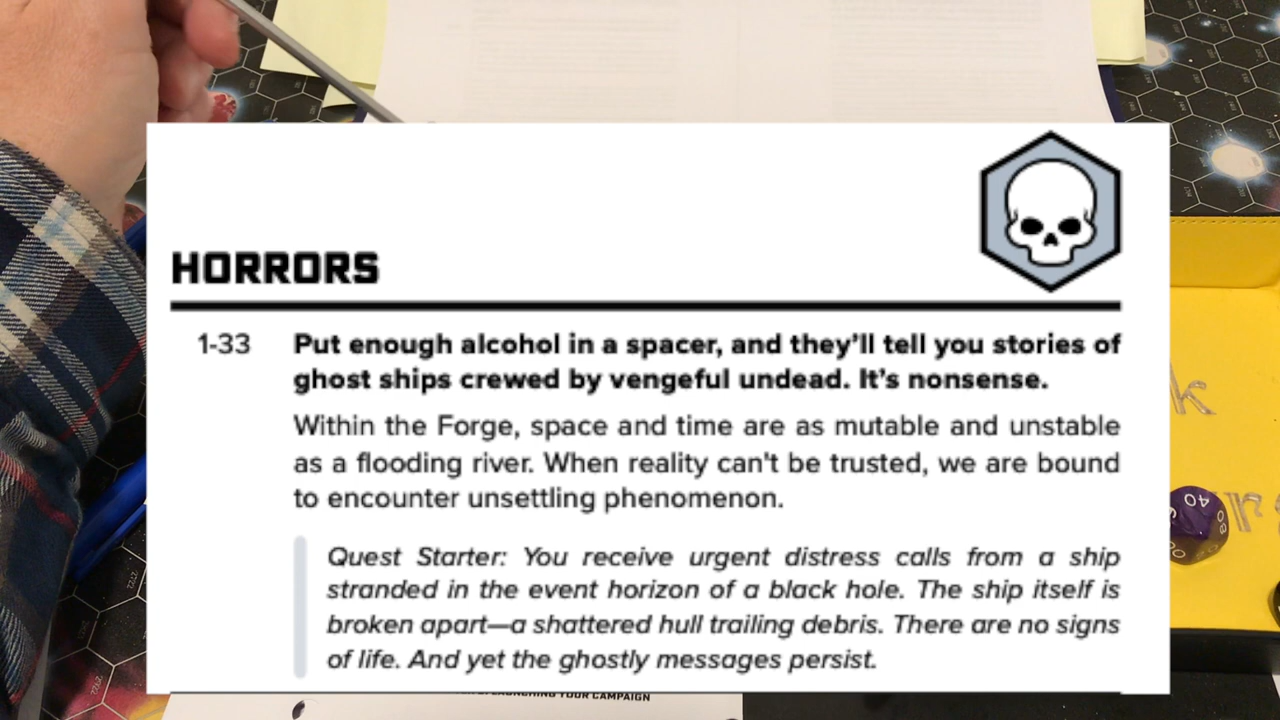 HORRORS
1-33 Put enough alcohol in a spacer, and they'll tell you stories of
ghost ships crewed by vengeful undead. It's nonsense.
Within the Forge, space and time are as mutable and unstable
as a flooding river. When reality can't be trusted, we are bound
to encounter unsettling phenomenon.
Quest Starter: You receive urgent distress calls from a ship
stranded in the event horizon of a black hole. The ship itself is
broken apart—a shattered hull trailing debris. There are no signs
of life. And yet the ghostly messages persist.
LAUNCHING YOUR CAMPAIGN
k
40